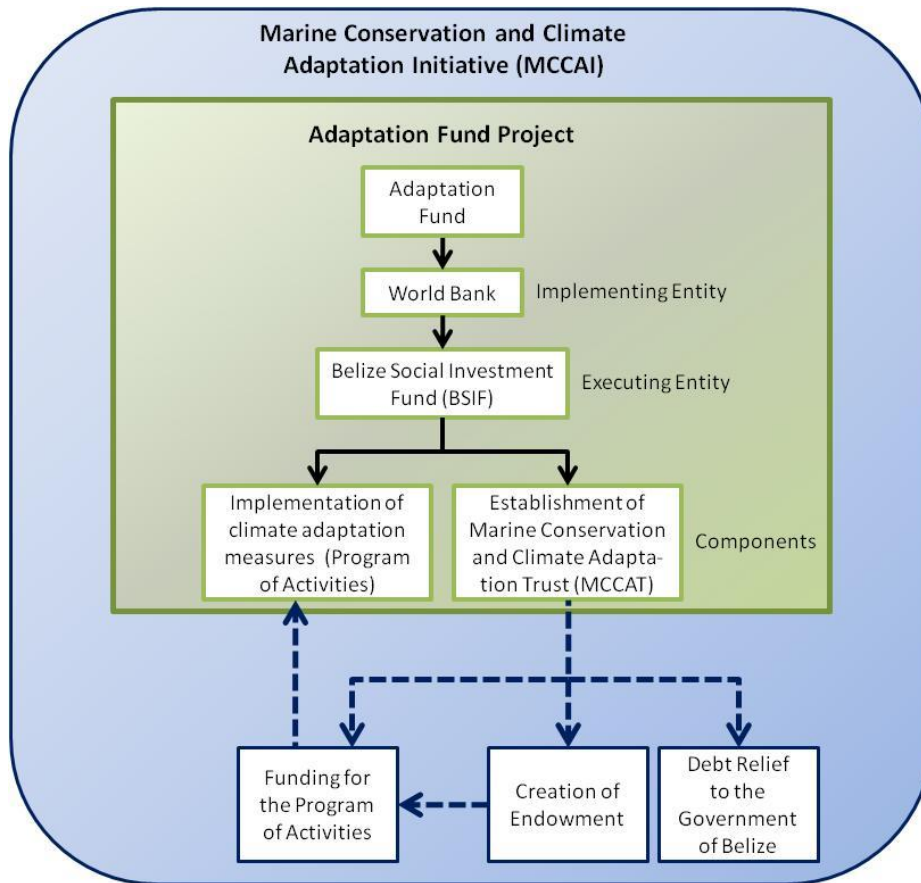 Marine Conservation and Climate
Adaptation Initiative (MCCAI)
Adaptation Fund Project
Adaptation
Fund
World Bank
Implementing Entity
Belize Social Investment
Fund (BSIF)
Executing Entity
Implementation of
climate adaptation
measures (Program
of Activities)
Establishment of
Marine Conservation
and Climate Adapta-
tion Trust (MCCAT)
Components
Funding for
the Program
of Activities
Creation of
Endowment
Debt Relief
to the
Government
of Belize